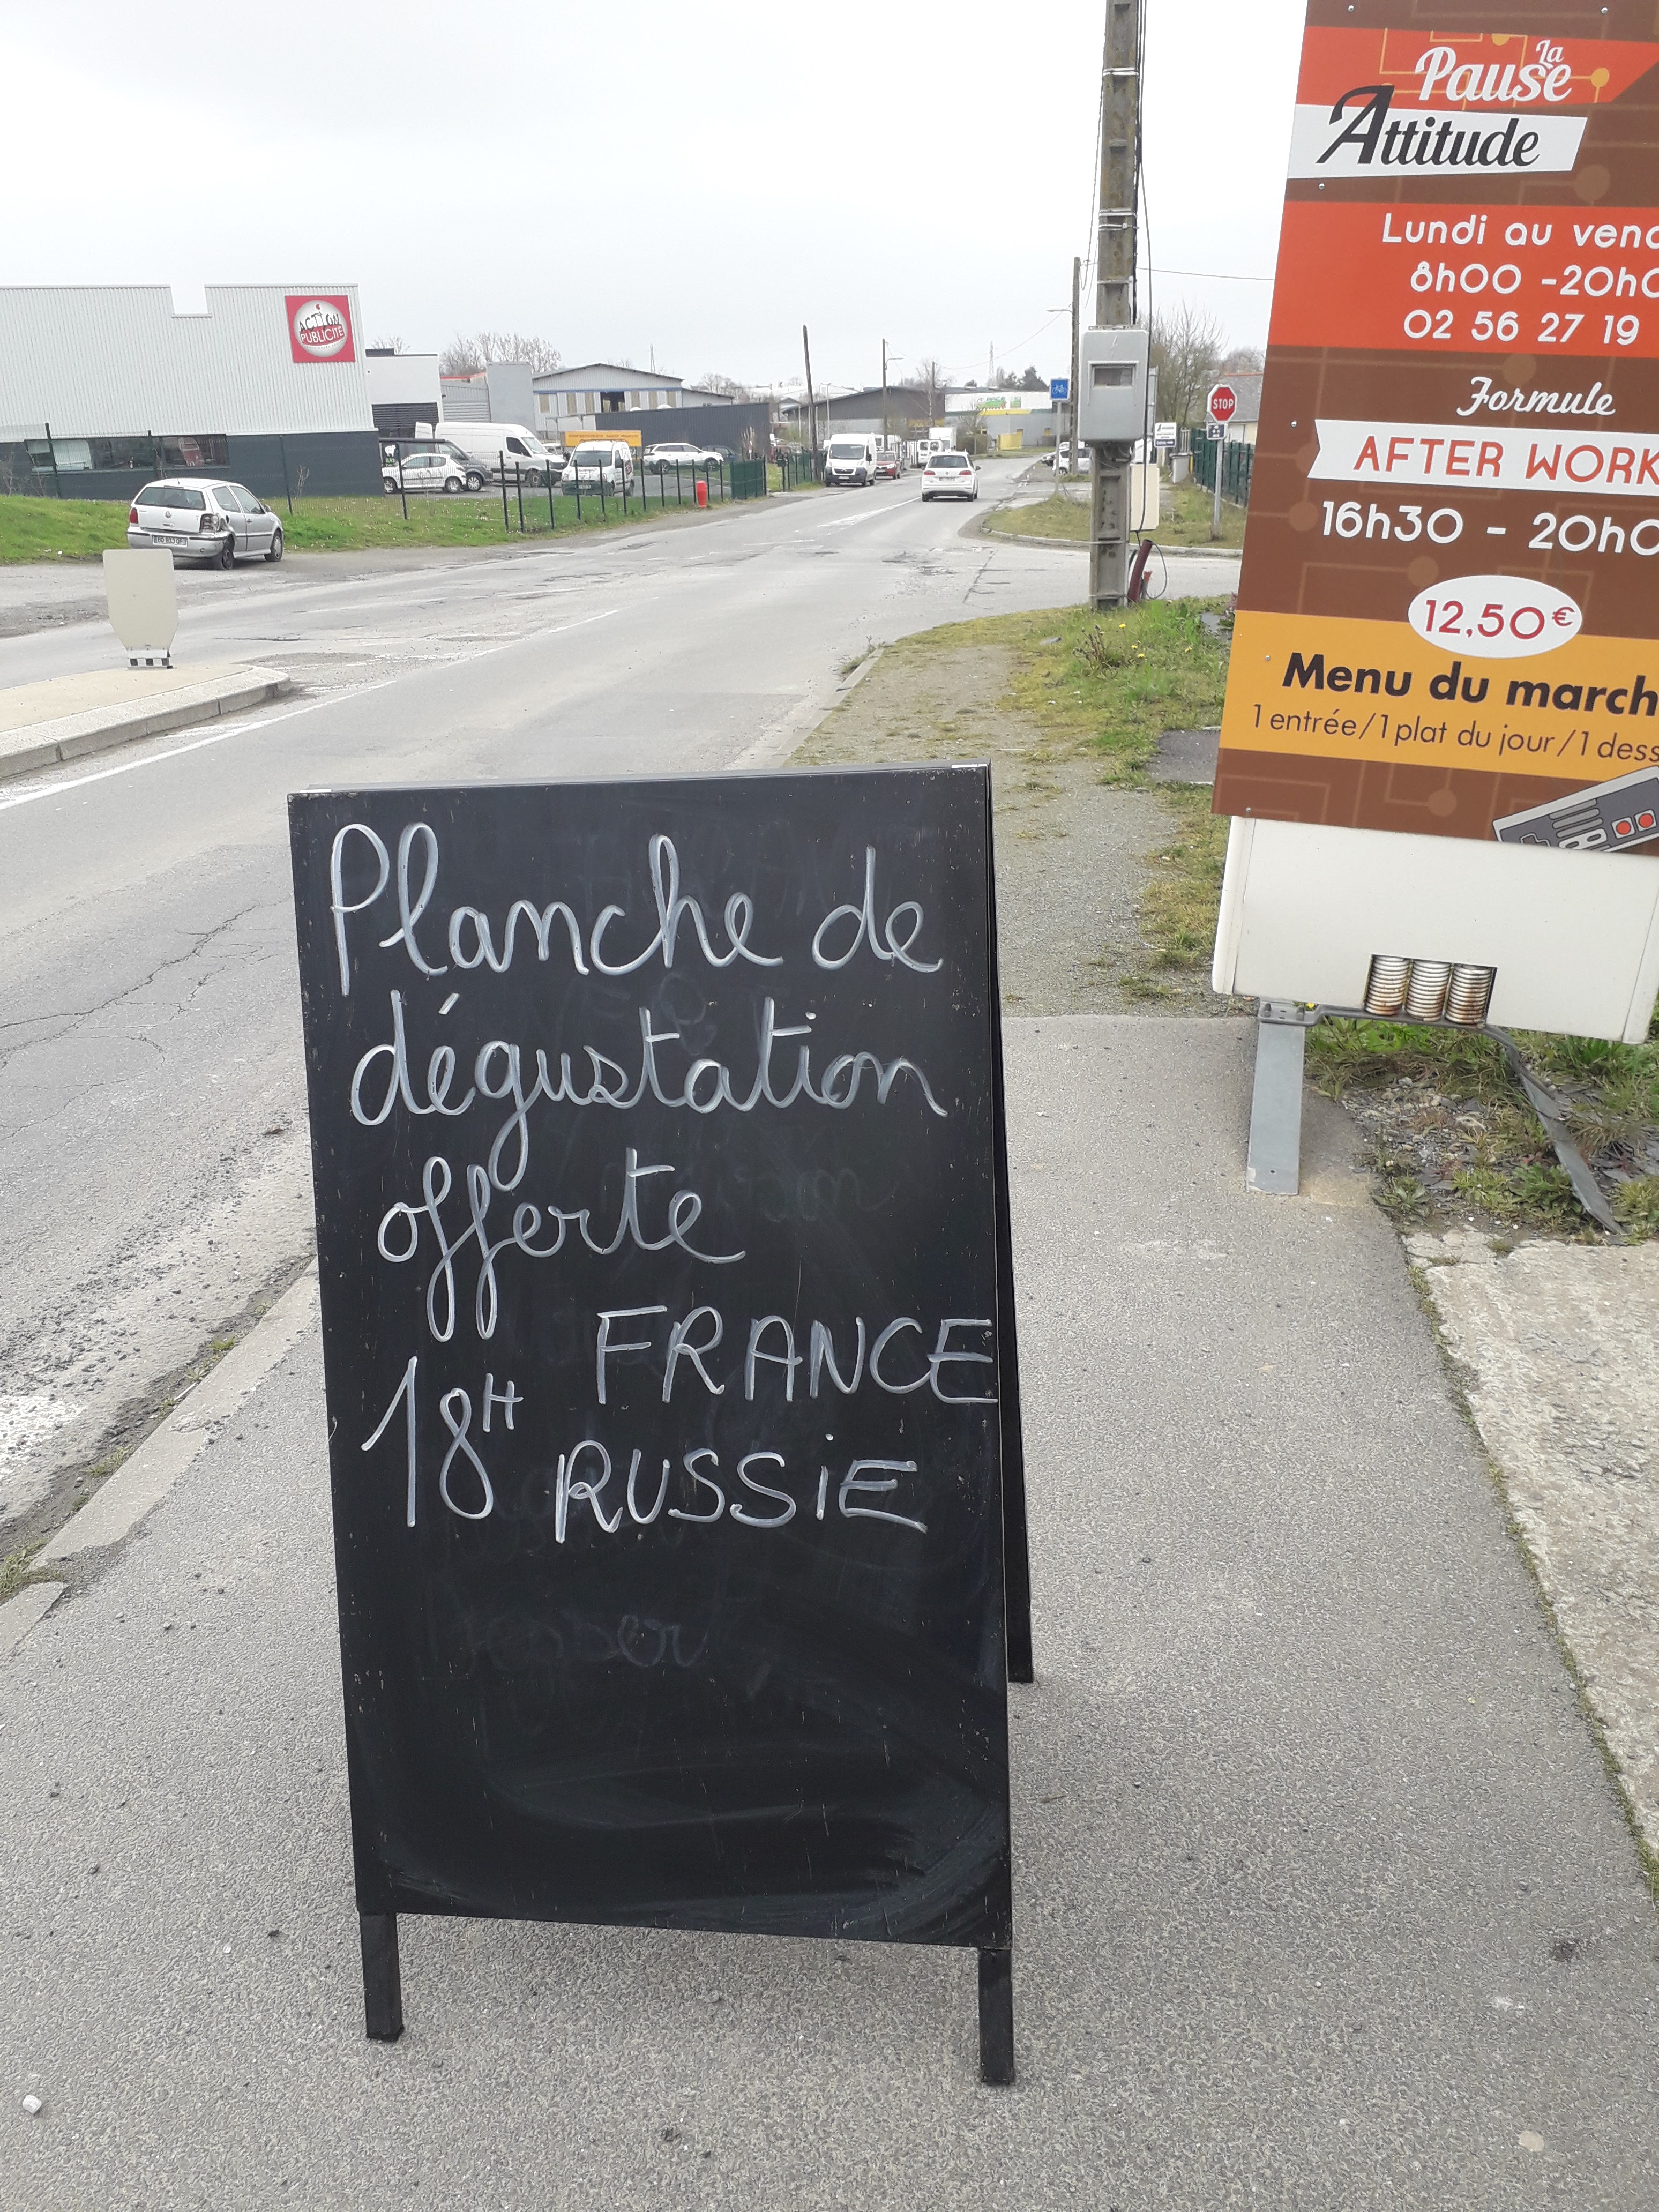 La
Pause
Attitude
Lundi au vend
8h00 -20h0
02 56 27 19
Formule
AFTER WORK
16h30 - 20h0
12,50€
Menu du march
1 entrée/1 plat du jour/1 dess
ACTION
PUBLICITÉ
STOP
Planche de
dégustation
offerte
FRANCE
18H
RUSSiE